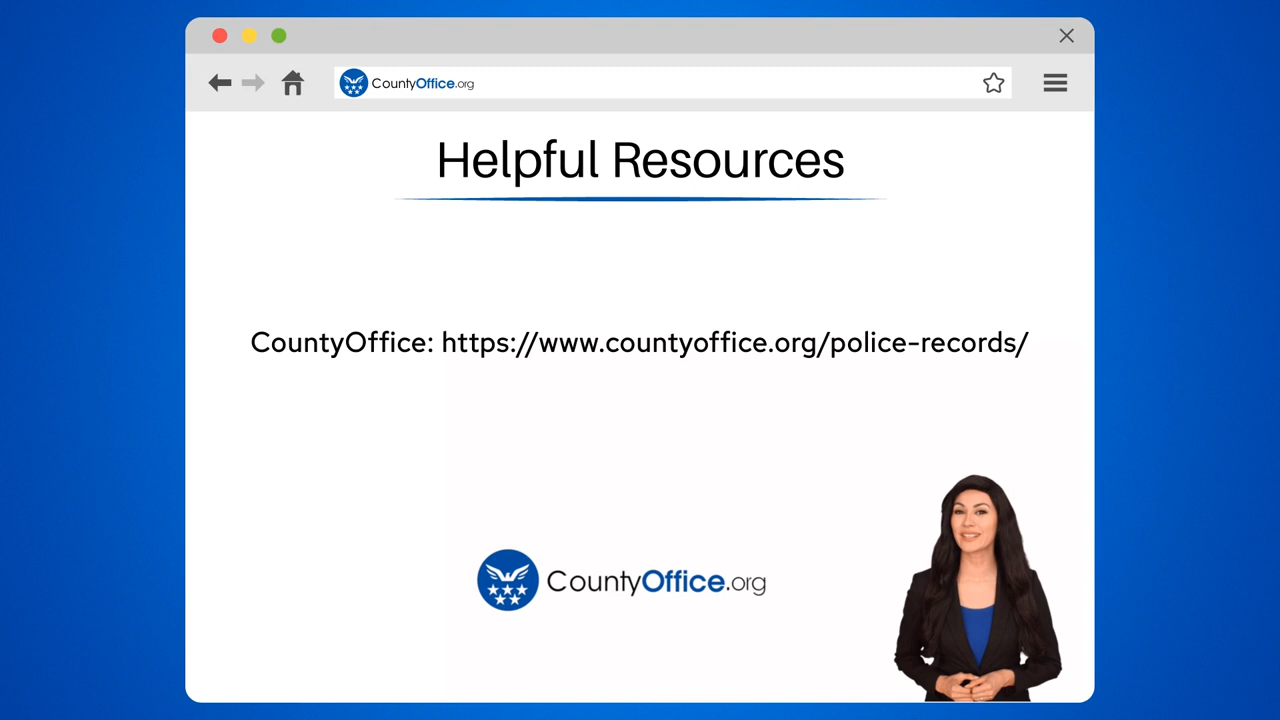 CountyOffice.org
Helpful Resources
CountyOffice: https://www.countyoffice.org/police-records/
CountyOffice.org